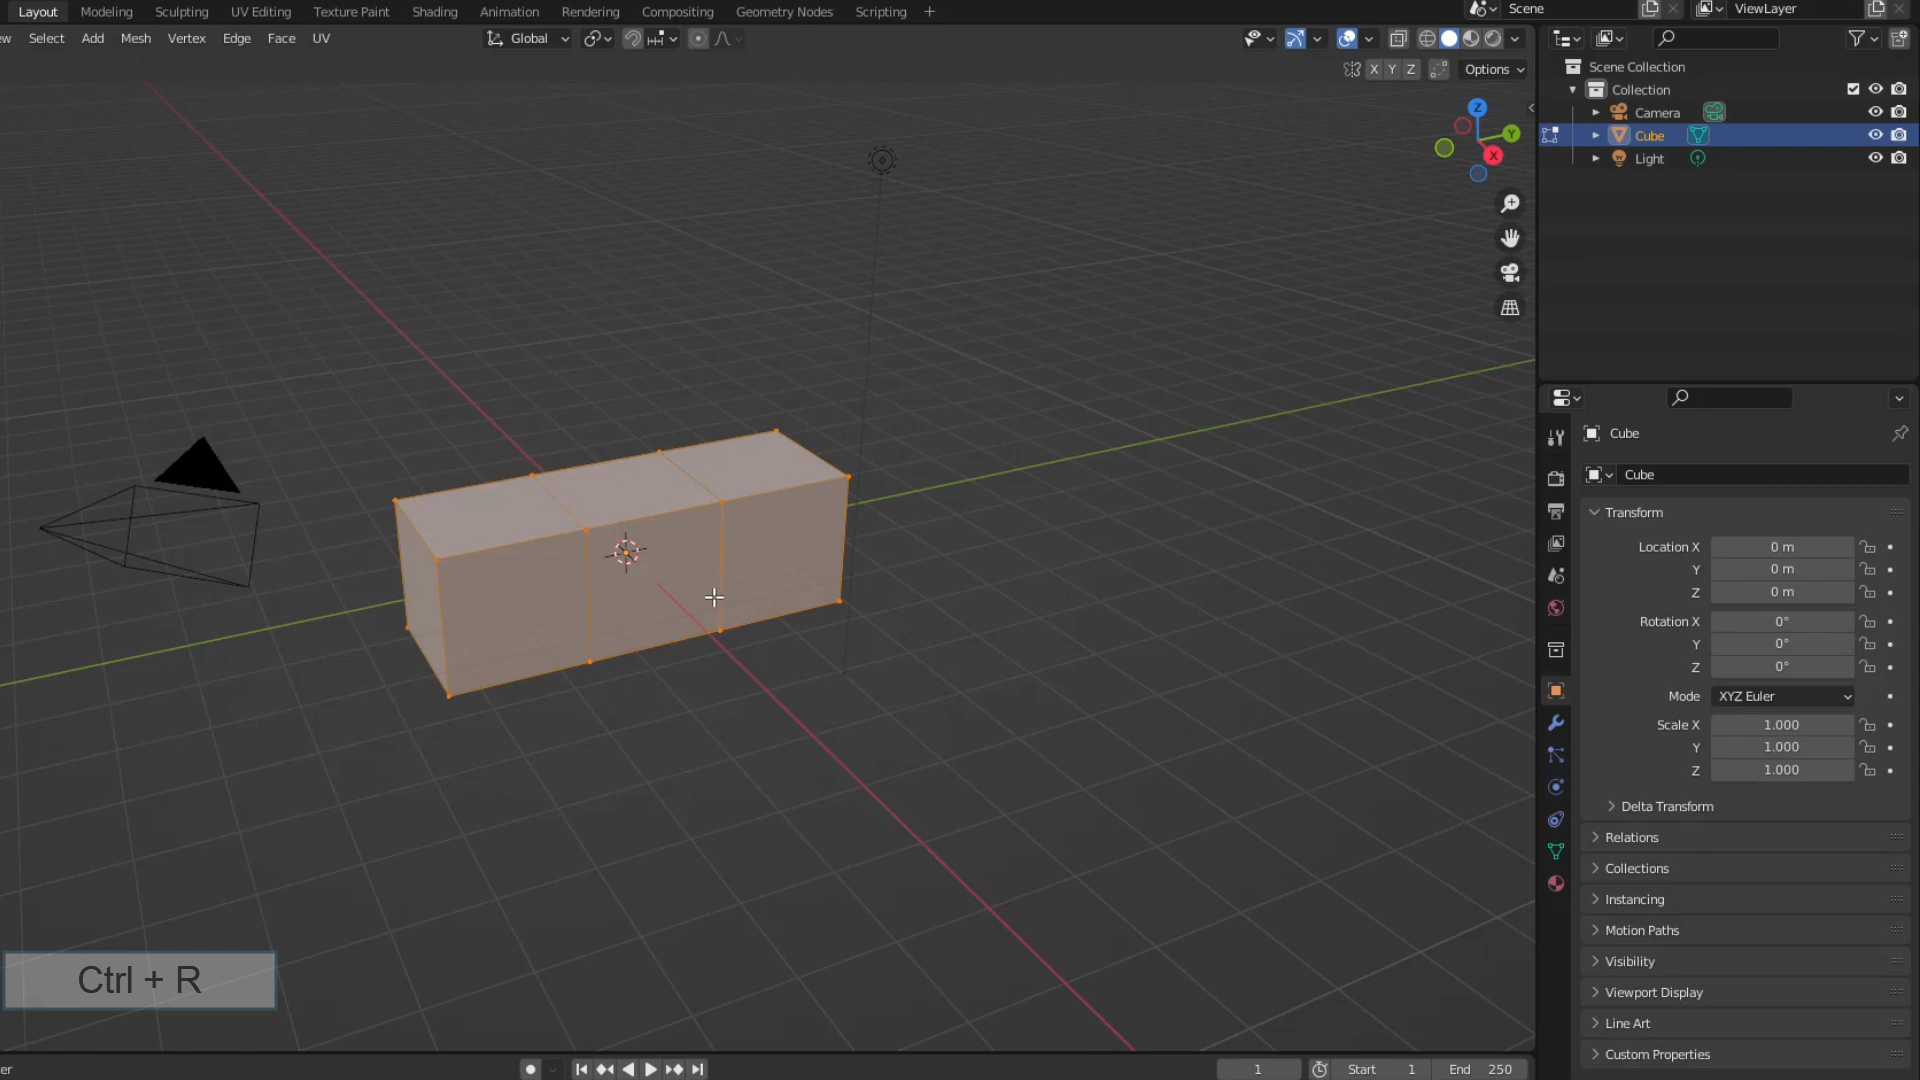 Layout Modeling Sculpting UV Editing Texture Paint Shading Animation Rendering Compositing Geometry Nodes Scripting + Scene ViewLayer
Select Add Mesh Vertex Edge Face UV Global
X Y Z Options
Scene Collection
Collection
Camera
Cube
Light
Z
Y
X
Cube
Cube
Transform
Location X 0 m
Y 0 m
Z 0 m
Rotation X 0°
Y 0°
Z 0°
Mode XYZ Euler
Scale X 1.000
Y 1.000
Z 1.000
Delta Transform
Relations
Collections
Instancing
Motion Paths
Visibility
Viewport Display
Line Art
Custom Properties
Ctrl + R
1 Start 1 End 250